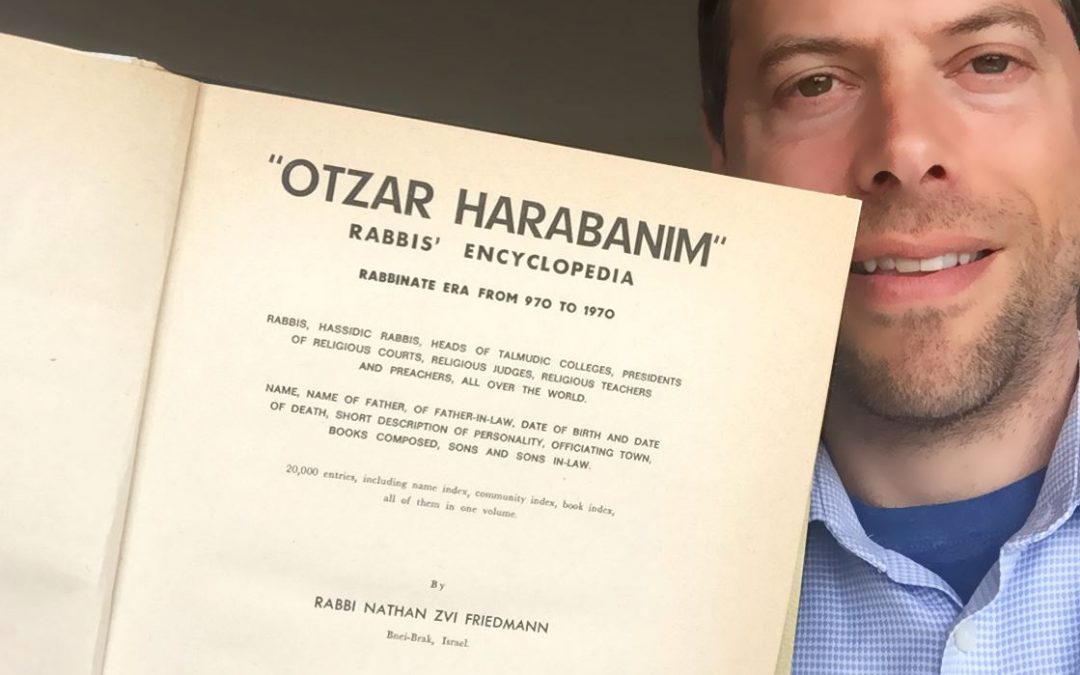 "OTZAR HARABANIM"
RABBIS' ENCYCLOPEDIA
RABBINATE ERA FROM 970 TO 1970
RABBIS, HASSIDIC RABBIS, HEADS OF TALMUDIC COLLEGES, PRESIDENTS
OF RELIGIOUS COURTS, RELIGIOUS JUDGES, RELIGIOUS TEACHERS
AND PREACHERS, ALL OVER THE WORLD.
NAME, NAME OF FATHER, OF FATHER-IN-LAW, DATE OF BIRTH AND DATE
OF DEATH, SHORT DESCRIPTION OF PERSONALITY, OFFICIATING TOWN,
BOOKS COMPOSED, SONS AND SONS IN-LAW.
20,000 entries, including name index, community index, book index,
all of them in one volume.
By
RABBI NATHAN ZVI FRIEDMANN
Bnei-Brak, Israel.